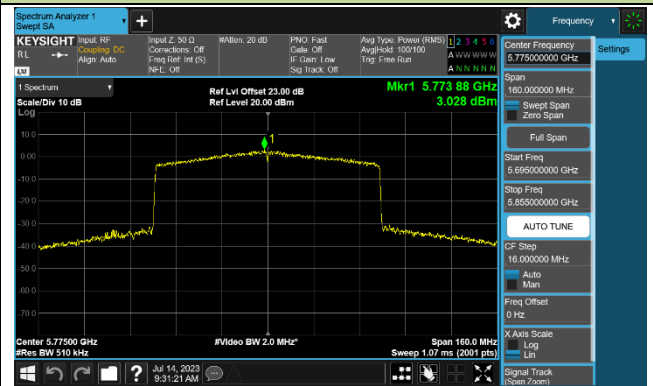 Spectrum Analyzer 1
Swept SA
Frequency
KEYSIGHT
RL
LXI
Input: RF
Coupling: DC
Align: Auto
Input Z: 50 Ω
Corrections: Off
Freq Ref: Int (S)
NFE: Off
#Atten: 20 dB
PNO: Fast
Gate: Off
IF Gain: Low
Sig Track: Off
Avg Type: Power (RMS)
Avg|Hold: 100/100
Trig: Free Run
1 2 3 4 5 6
A W W W W W
A N N N N N
1 Spectrum
Scale/Div 10 dB
Log
Ref Lvl Offset 23.00 dB
Ref Level 20.00 dBm
Mkr1 5.773 88 GHz
3.028 dBm
1
10.0
0.00
-10.0
-20.0
-30.0
-40.0
-50.0
-60.0
-70.0
Center 5.77500 GHz
#Res BW 510 kHz
#Video BW 2.0 MHz*
Span 160.0 MHz
Sweep 1.07 ms (2001 pts)
Jul 14, 2023
9:31:21 AM
Center Frequency
5.775000000 GHz
Span
160.000000 MHz
Swept Span
Zero Span
Full Span
Start Freq
5.695000000 GHz
Stop Freq
5.855000000 GHz
AUTO TUNE
CF Step
16.000000 MHz
Auto
Man
Freq Offset
0 Hz
X Axis Scale
Log
Lin
Signal Track
(Span Zoom)
Settings